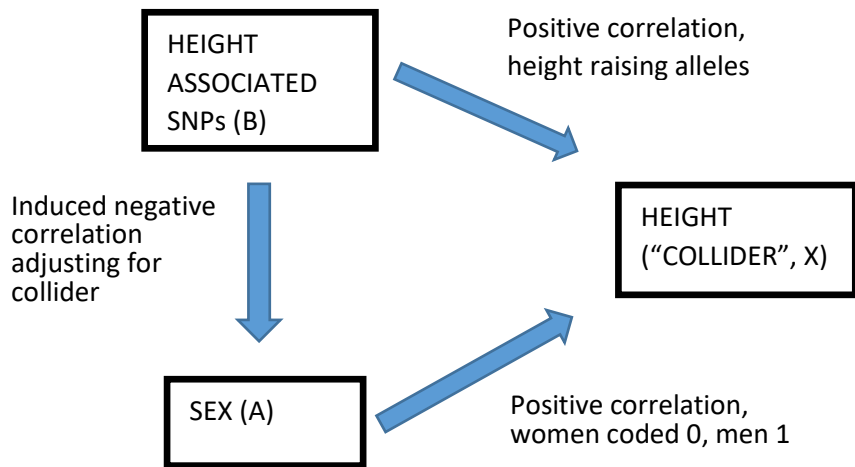 HEIGHT
ASSOCIATED
SNPs (B)
Positive correlation,
height raising alleles
Induced negative
correlation
adjusting for
collider
HEIGHT
(“COLLIDER”, X)
SEX (A)
Positive correlation,
women coded 0, men 1